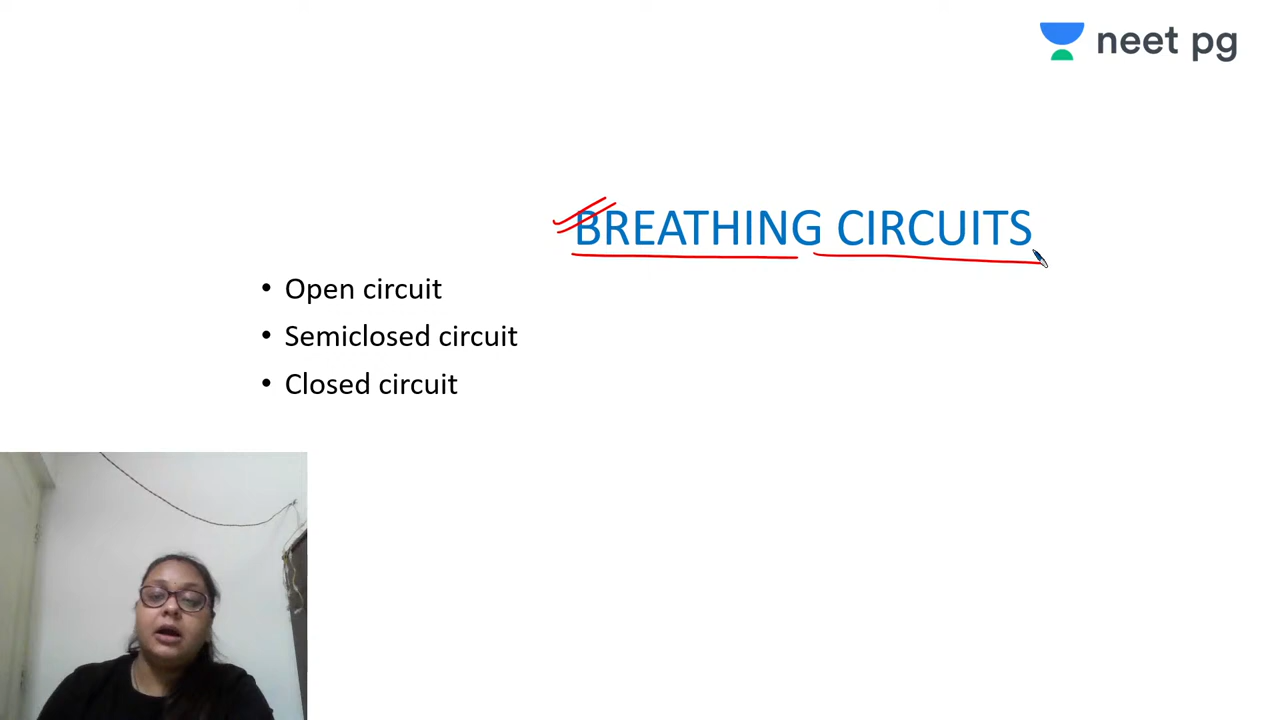 neet pg
BREATHING CIRCUITS
• Open circuit
• Semiclosed circuit
• Closed circuit